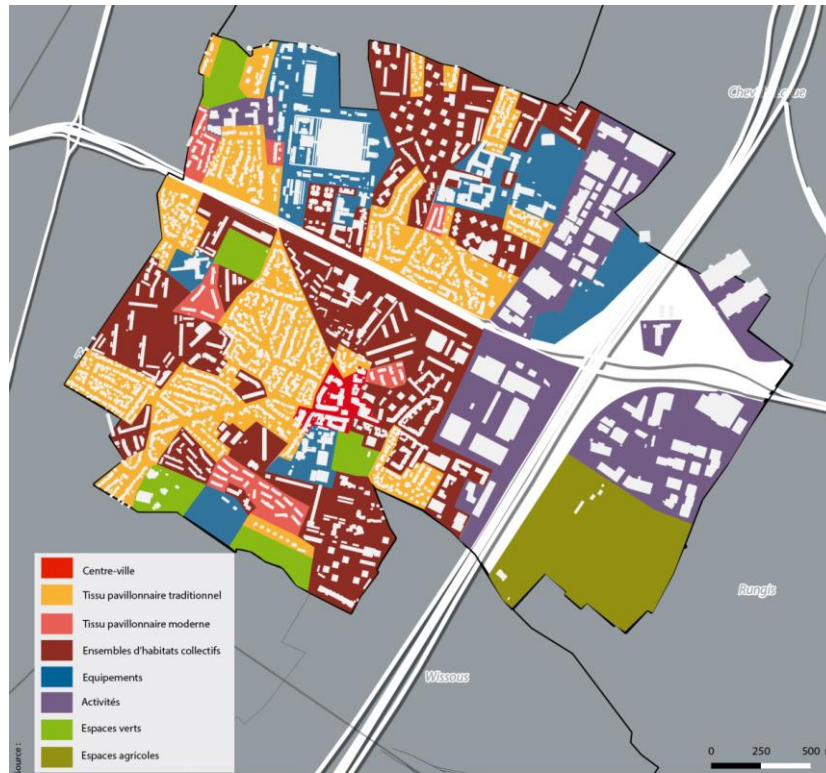 Chevilly-Larue
Rungis
Wissous
Centre-ville
Tissu pavillonnaire traditionnel
Tissu pavillonnaire moderne
Ensembles d'habitats collectifs
Equipements
Activités
Espaces verts
Espaces agricoles
Source :
0 250 500